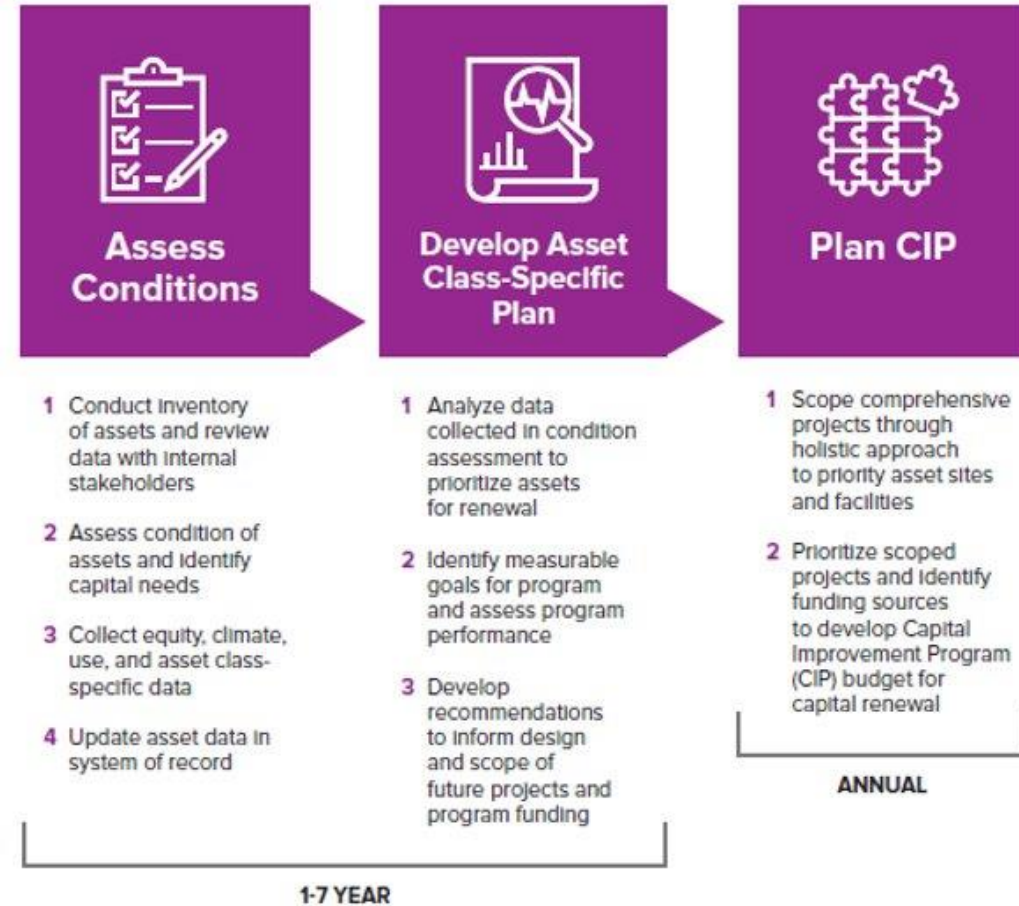 Assess
Conditions
1 Conduct inventory
of assets and review
data with internal
stakeholders
2 Assess condition of
assets and identify
capital needs
3 Collect equity, climate,
use, and asset class-
specific data
4 Update asset data in
system of record
Develop Asset
Class-Specific
Plan
1 Analyze data
collected in condition
assessment to
prioritize assets
for renewal
2 Identify measurable
goals for program
and assess program
performance
3 Develop
recommendations
to inform design
and scope of
future projects and
program funding
1-7 YEAR
Plan CIP
1 Scope comprehensive
projects through
holistic approach
to priority asset sites
and facilities
2 Prioritize scoped
projects and identify
funding sources
to develop Capital
Improvement Program
(CIP) budget for
capital renewal
ANNUAL